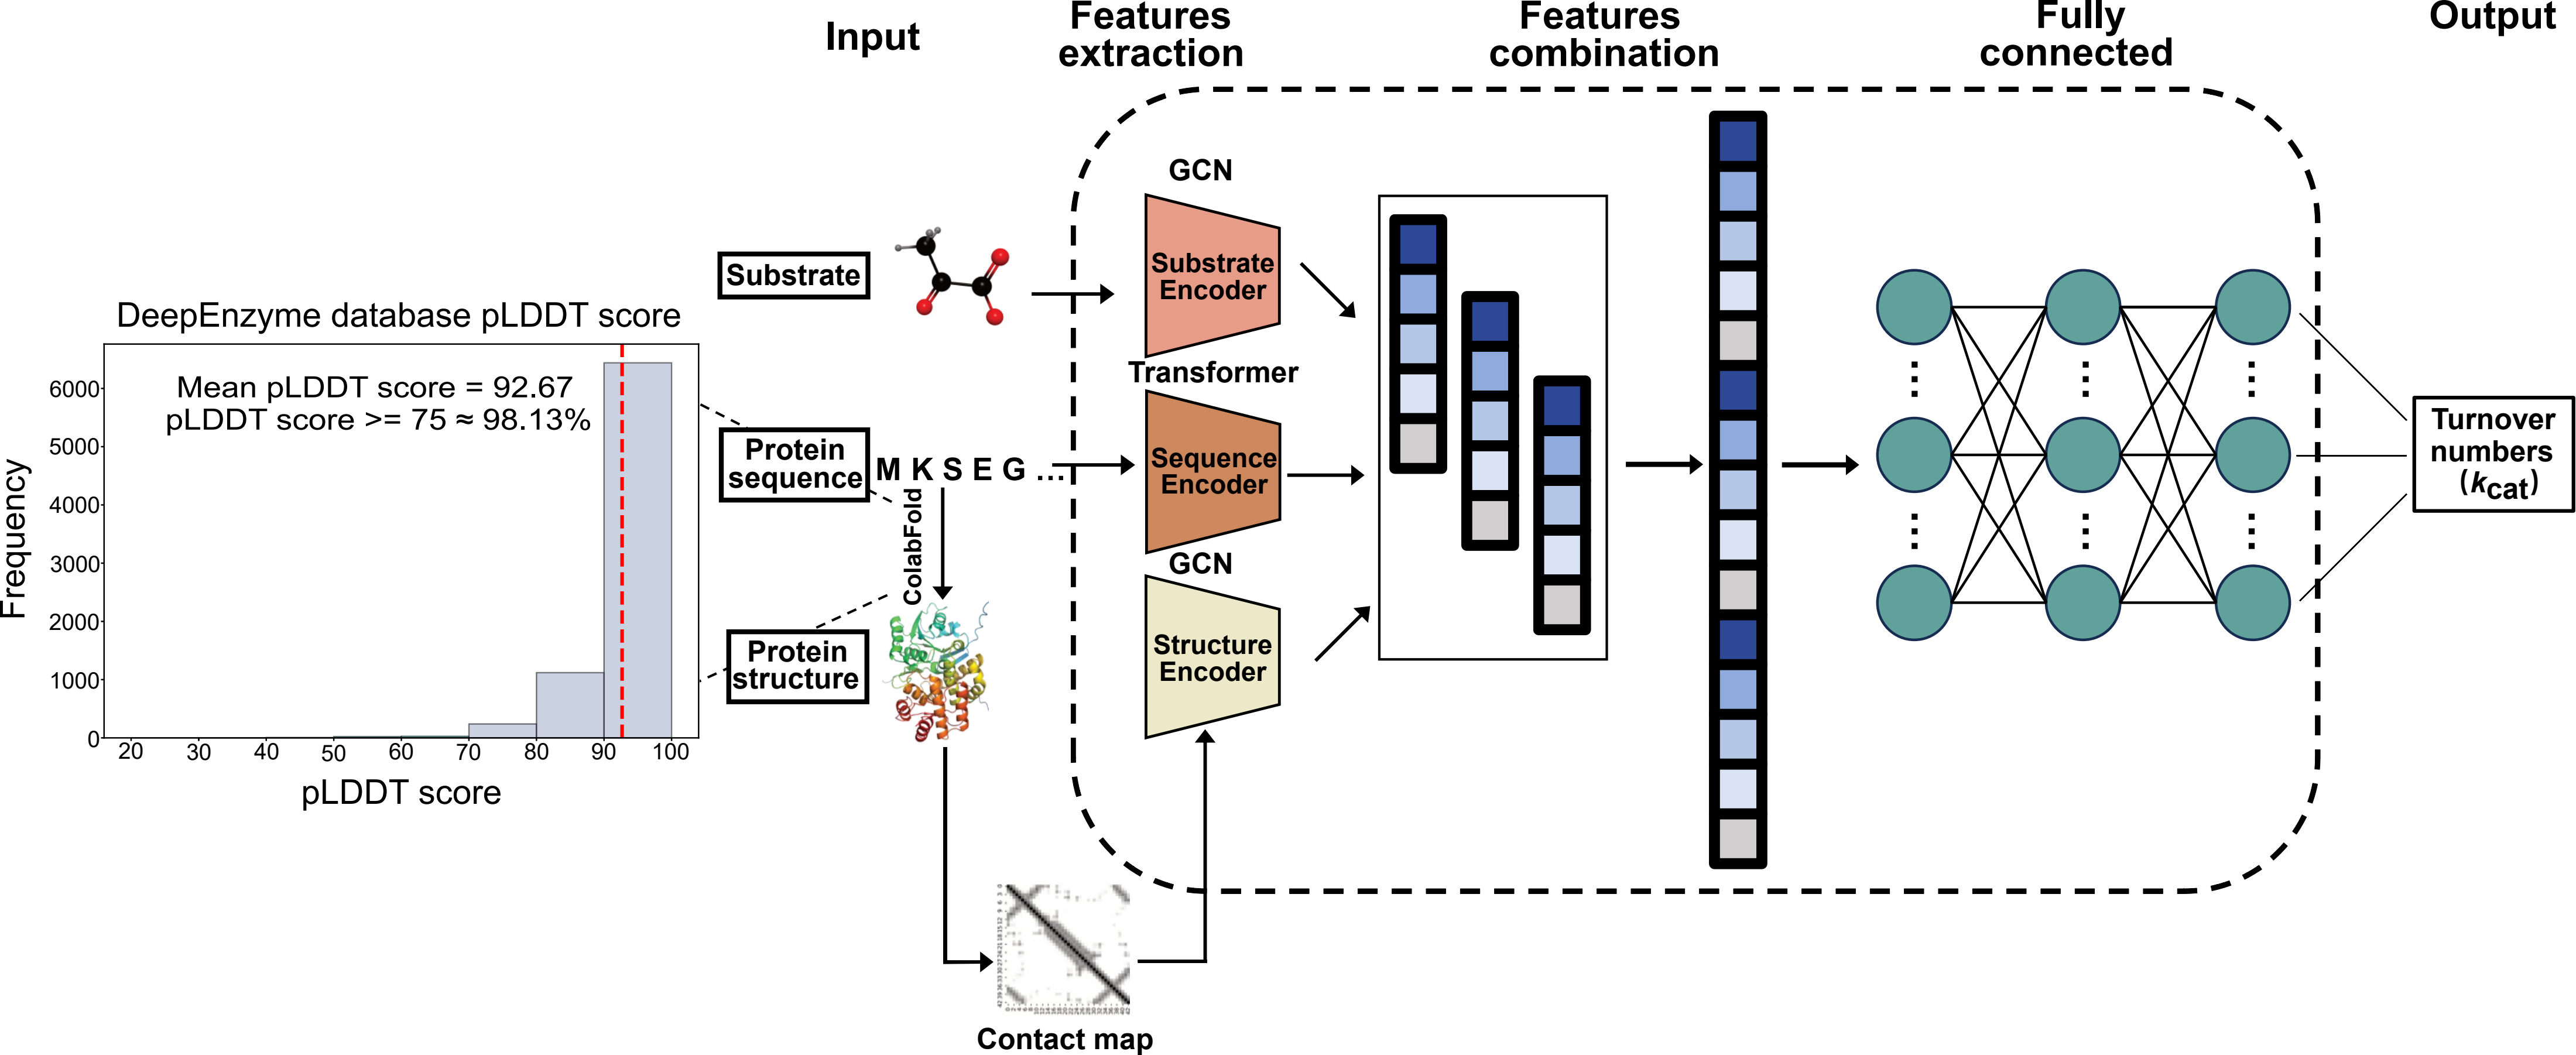 Input
Features
extraction
Features
combination
Fully
connected
Output
DeepEnzyme database pLDDT score
Mean pLDDT score = 92.67
pLDDT score >= 75 ≈ 98.13%
Frequency
6000
5000
4000
3000
2000
1000
0
20 30 40 50 60 70 80 90 100
pLDDT score
Substrate
Protein
sequence
M K S E G ...
ColabFold
Protein
structure
Contact map
GCN
Substrate
Encoder
Transformer
Sequence
Encoder
GCN
Structure
Encoder
Turnover
numbers
(kcat)